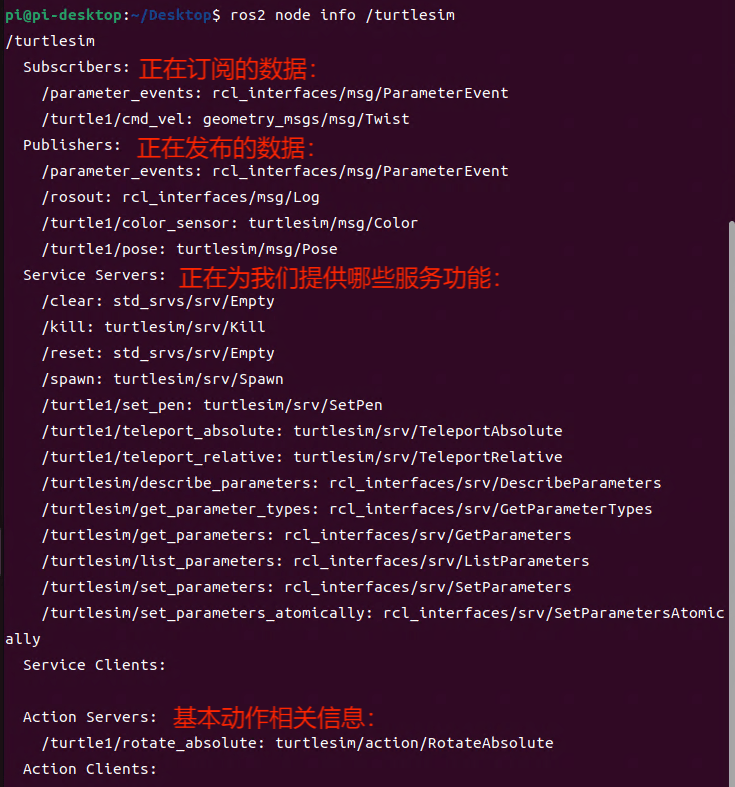 pi@pi-desktop:~/Desktop$ ros2 node info /turtlesim
/turtlesim
Subscribers: 正在订阅的数据：
/parameter_events: rcl_interfaces/msg/ParameterEvent
/turtle1/cmd_vel: geometry_msgs/msg/Twist
Publishers: 正在发布的数据：
/parameter_events: rcl_interfaces/msg/ParameterEvent
/rosout: rcl_interfaces/msg/Log
/turtle1/color_sensor: turtlesim/msg/Color
/turtle1/pose: turtlesim/msg/Pose
Service Servers: 正在为我们提供哪些服务功能：
/clear: std_srvs/srv/Empty
/kill: turtlesim/srv/Kill
/reset: std_srvs/srv/Empty
/spawn: turtlesim/srv/Spawn
/turtle1/set_pen: turtlesim/srv/SetPen
/turtle1/teleport_absolute: turtlesim/srv/TeleportAbsolute
/turtle1/teleport_relative: turtlesim/srv/TeleportRelative
/turtlesim/describe_parameters: rcl_interfaces/srv/DescribeParameters
/turtlesim/get_parameter_types: rcl_interfaces/srv/GetParameterTypes
/turtlesim/get_parameters: rcl_interfaces/srv/GetParameters
/turtlesim/list_parameters: rcl_interfaces/srv/ListParameters
/turtlesim/set_parameters: rcl_interfaces/srv/SetParameters
/turtlesim/set_parameters_atomically: rcl_interfaces/srv/SetParametersAtomic
ally
Service Clients:
Action Servers: 基本动作相关信息：
/turtle1/rotate_absolute: turtlesim/action/RotateAbsolute
Action Clients: